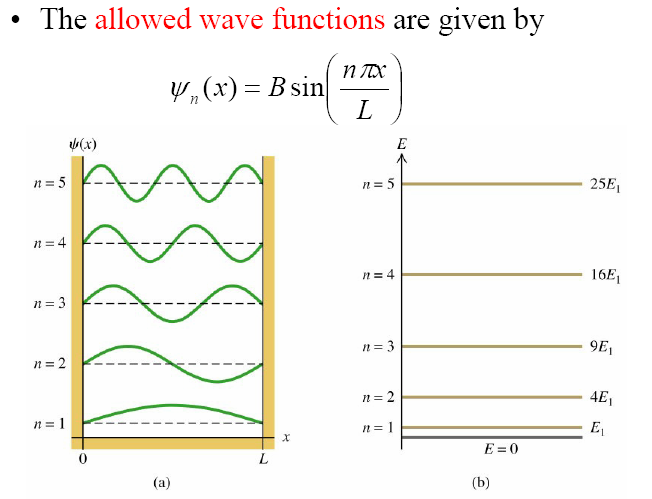 • The allowed wave functions are given by
ψₙ(x) = B sin(nπx / L)
ψ(x)
n = 5
n = 4
n = 3
n = 2
n = 1
x
0
L
(a)
E
n = 5
25E₁
n = 4
16E₁
n = 3
9E₁
n = 2
4E₁
n = 1
E₁
E = 0
(b)